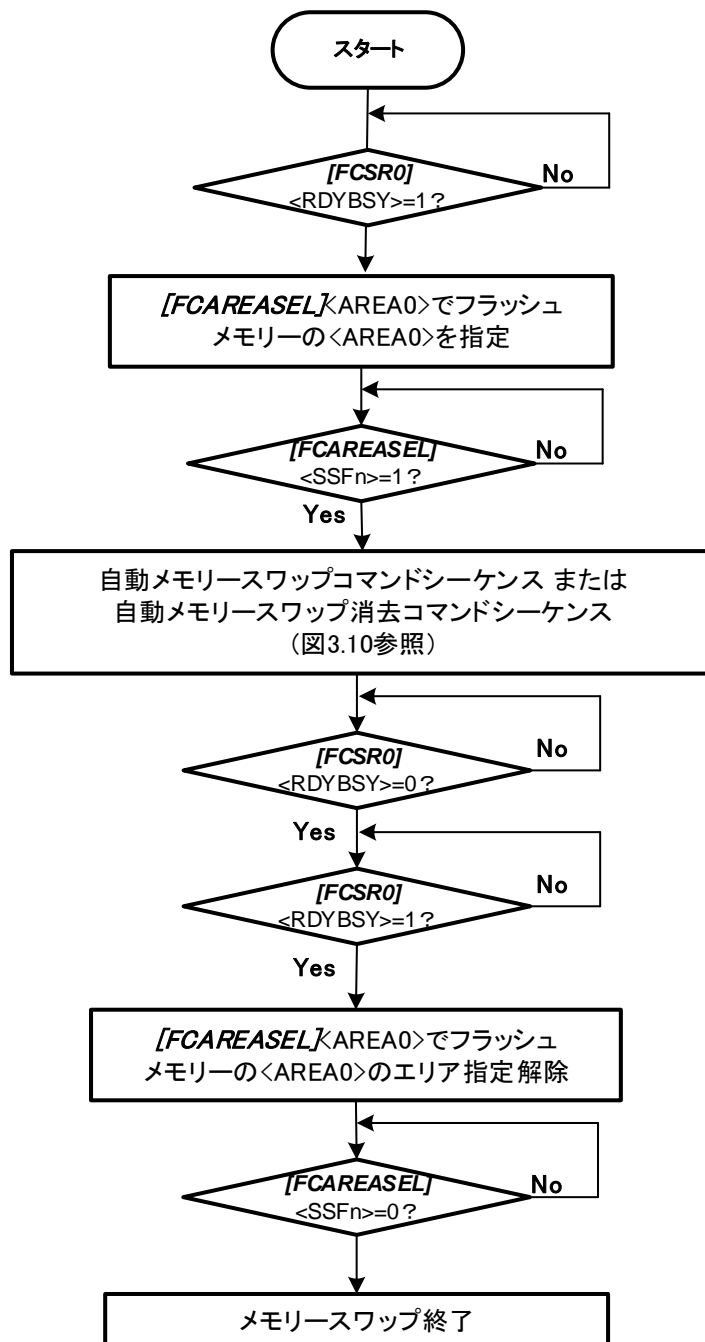 スタート
[FCSR0]
<RDYBSY>=1?
No
[FCAREASEL]<AREA0>でフラッシュ
メモリーの<AREA0>を指定
[FCAREASEL]
<SSFn>=1?
No
Yes
自動メモリースワップコマンドシーケンス または
自動メモリースワップ消去コマンドシーケンス
(図3.10参照)
[FCSR0]
<RDYBSY>=0?
No
Yes
[FCSR0]
<RDYBSY>=1?
No
Yes
[FCAREASEL]<AREA0>でフラッシュ
メモリーの<AREA0>のエリア指定解除
[FCAREASEL]
<SSFn>=0?
No
メモリースワップ終了